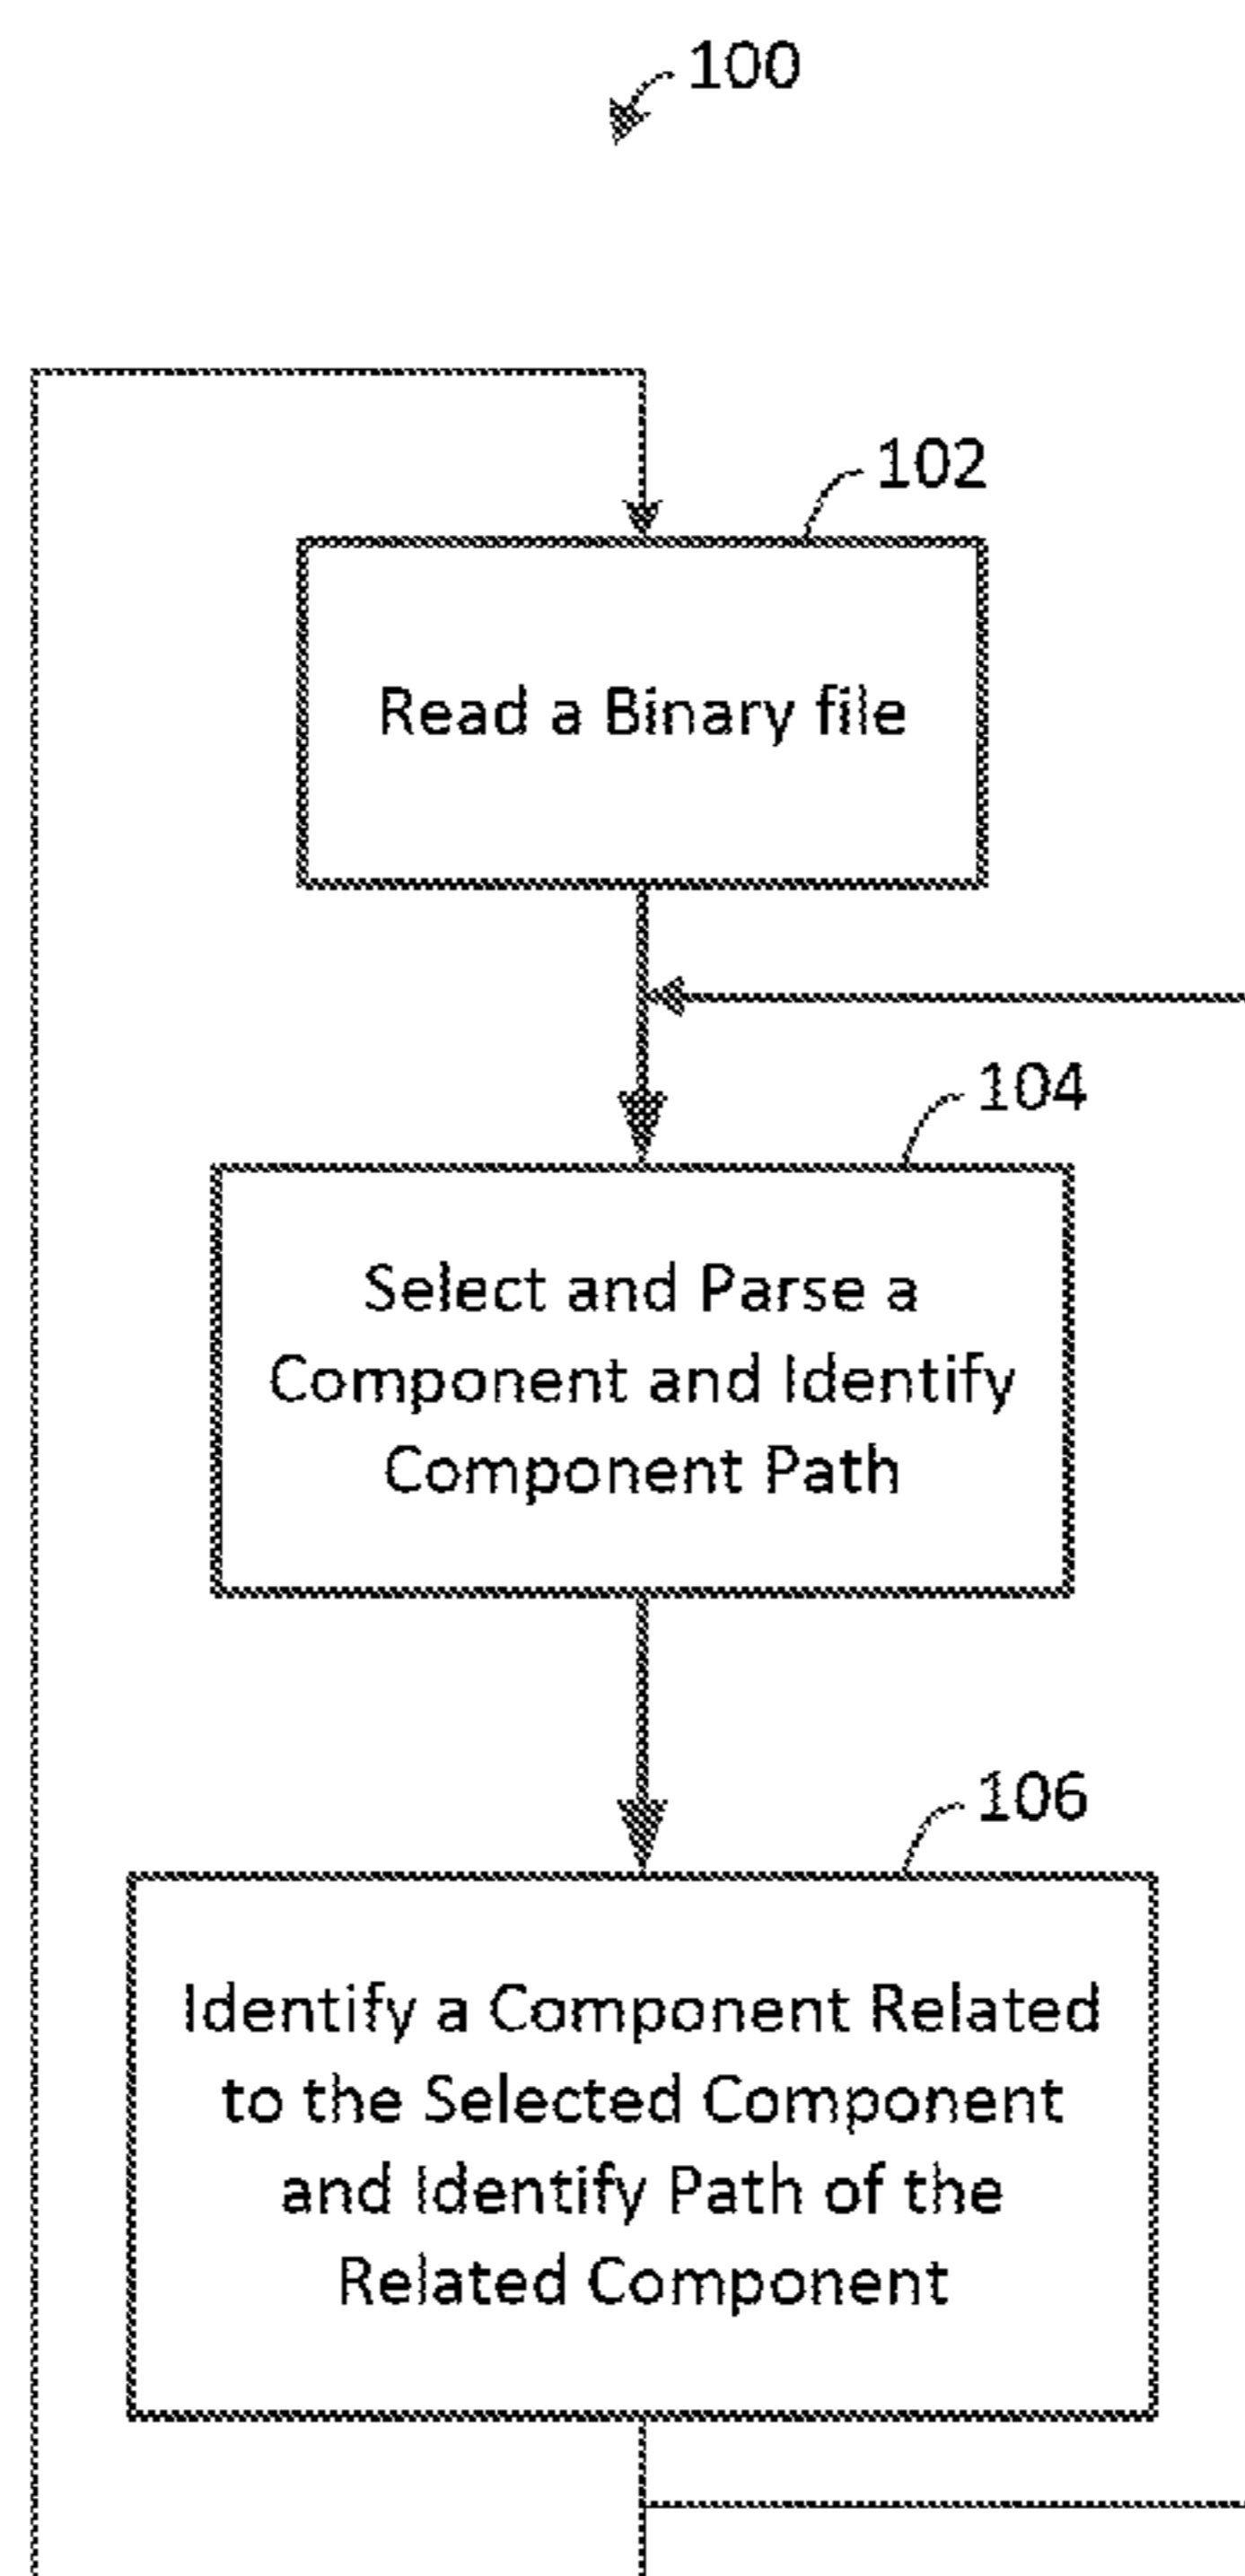 100
102
Read a Binary file
104
Select and Parse a
Component and Identify
Component Path
106
Identify a Component Related
to the Selected Component
and Identify Path of the
Related Component